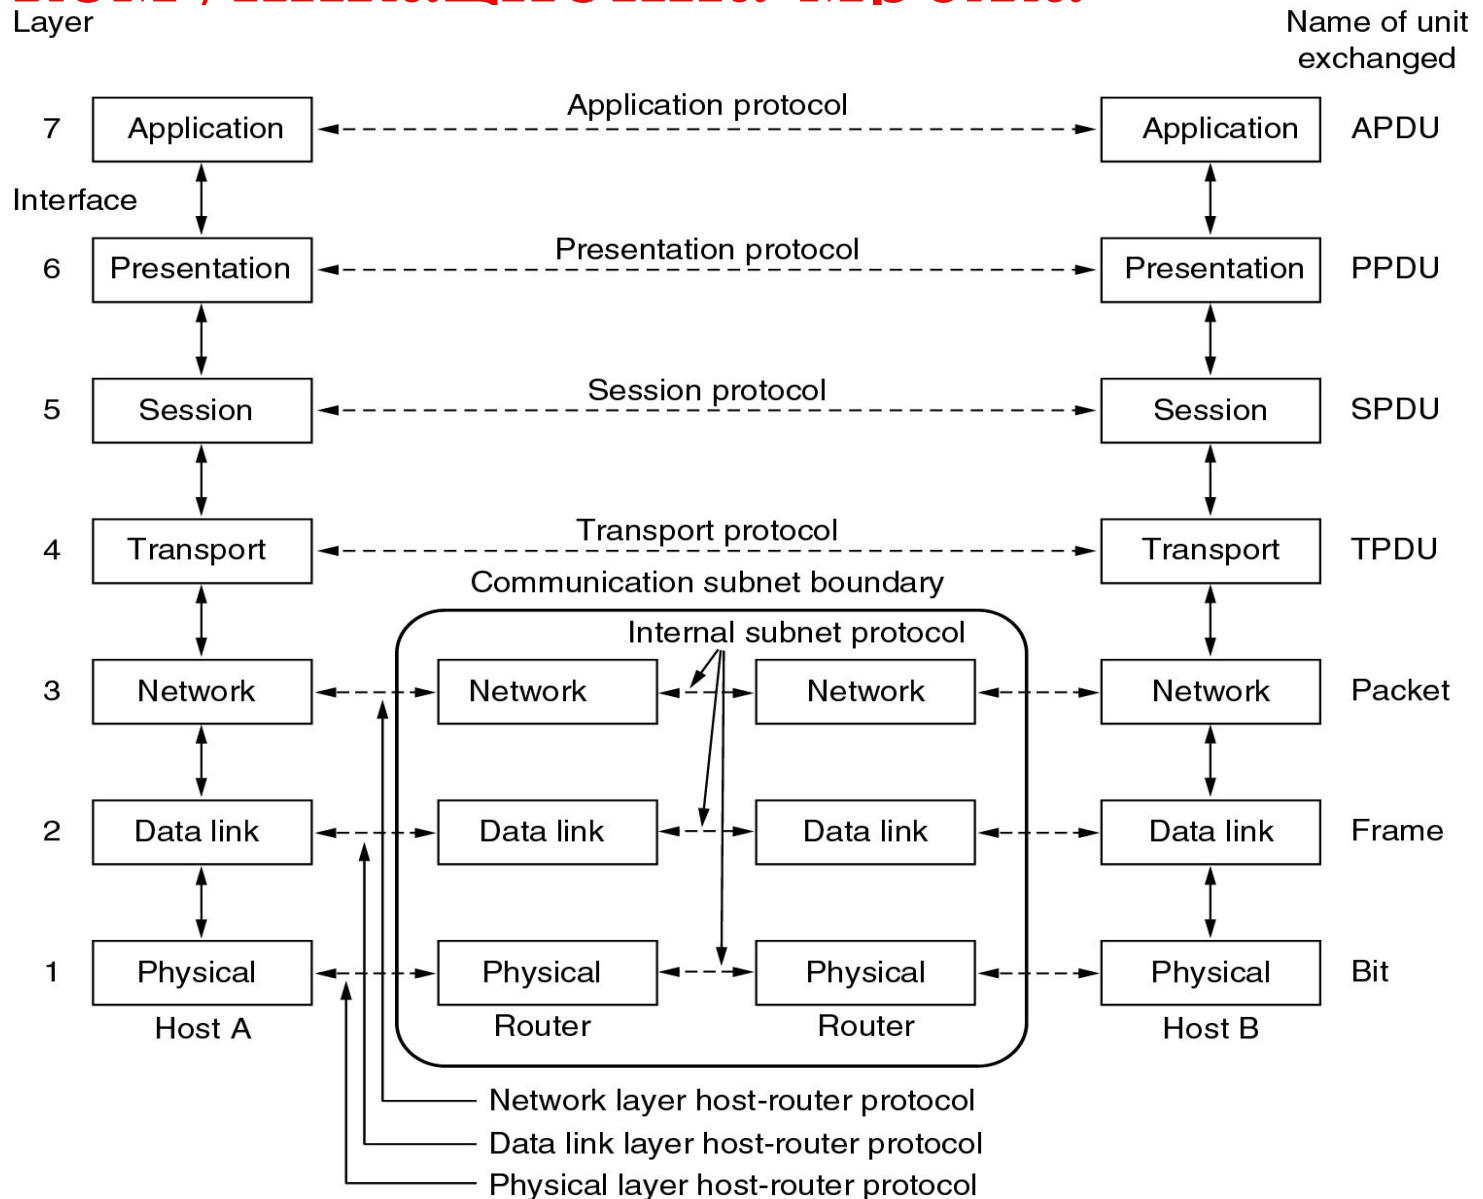 Layer
Name of unit
exchanged
Application protocol
7
Application
Application
APDU
Interface
Presentation protocol
6
Presentation
Presentation
PPDU
Session protocol
5
Session
Session
SPDU
Transport protocol
4
Transport
Transport
TPDU
Communication subnet boundary
Internal subnet protocol
3
Network
Network
Network
Network
Packet
2
Data link
Data link
Data link
Data link
Frame
1
Physical
Physical
Physical
Physical
Bit
Host A
Router
Router
Host B
Network layer host-router protocol
Data link layer host-router protocol
Physical layer host-router protocol